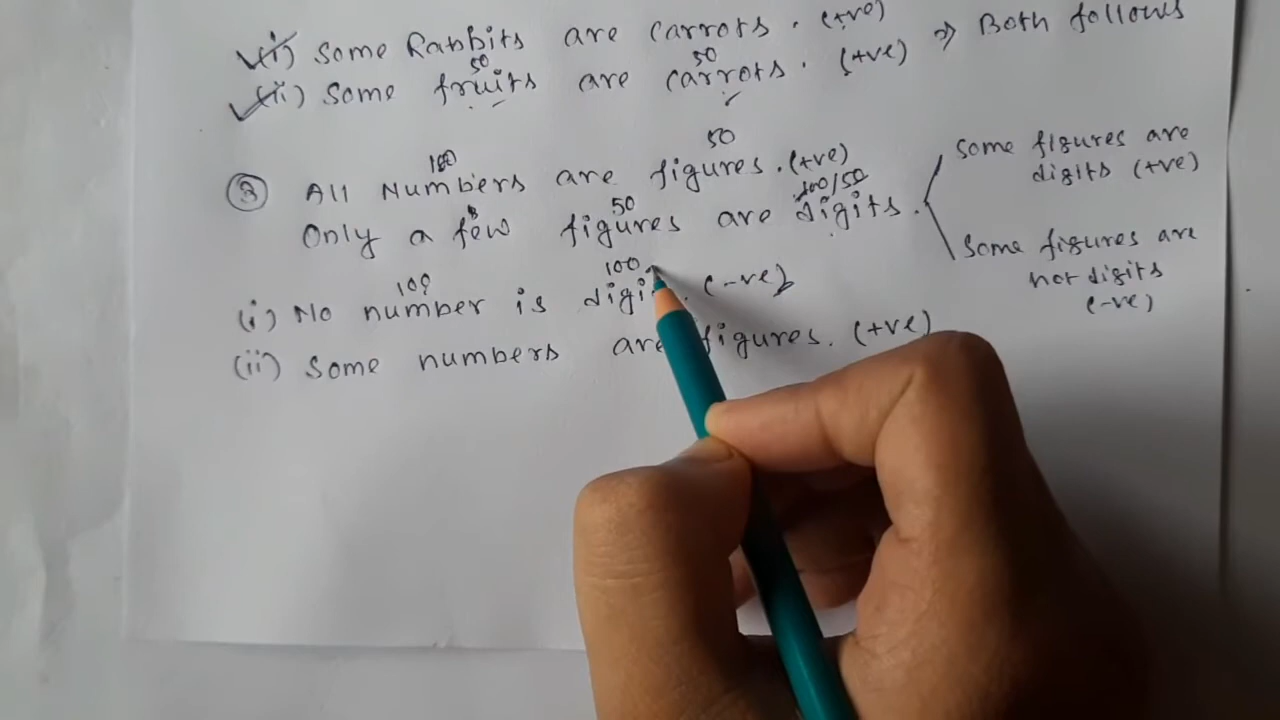 (i) Some Rabbits are carrots. (+ve) ⇒ Both follows
50 50
(ii) Some fruits are carrots. (+ve)
100 50
③ All Numbers are figures. (+ve)
50 100/50
Only a few figures are digits.
some figures are
digits (+ve)
some figures are
not digits
(-ve)
100 100
(i) No number is digit. (-ve)
(ii) Some numbers are figures. (+ve)